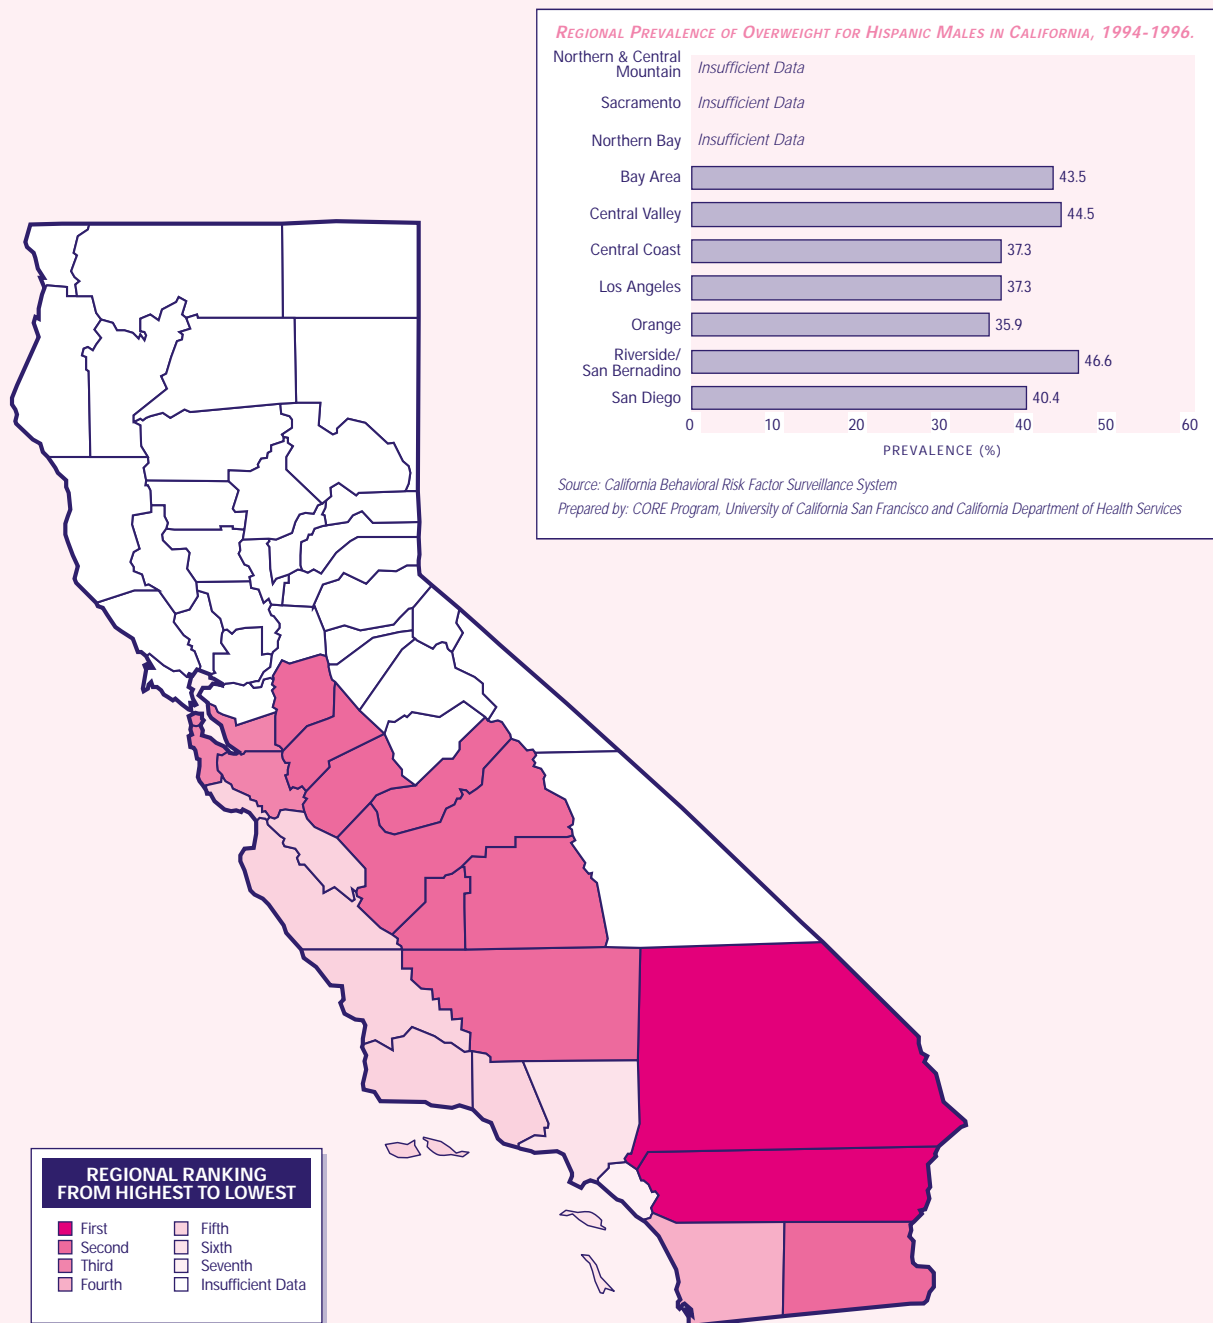 Regional Prevalence of Overweight for Hispanic Males in California, 1994-1996.
Northern & Central
Mountain
Insufficient Data
Sacramento
Insufficient Data
Northern Bay
Insufficient Data
Bay Area
43.5
Central Valley
44.5
Central Coast
37.3
Los Angeles
37.3
Orange
35.9
Riverside/
San Bernadino
46.6
San Diego
40.4
0 10 20 30 40 50 60
PREVALENCE (%)
Source: California Behavioral Risk Factor Surveillance System
Prepared by: CORE Program, University of California San Francisco and California Department of Health Services
REGIONAL RANKING
FROM HIGHEST TO LOWEST
First
Second
Third
Fourth
Fifth
Sixth
Seventh
Insufficient Data